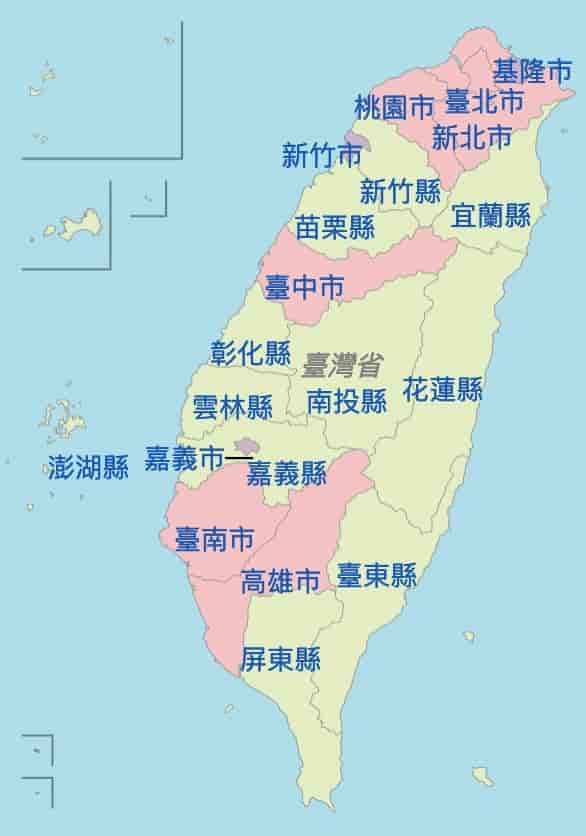 基隆市
桃園市
臺北市
新北市
新竹市
新竹縣
宜蘭縣
苗栗縣
臺中市
彰化縣
臺灣省
花蓮縣
南投縣
雲林縣
嘉義市
澎湖縣
嘉義縣
臺南市
臺東縣
高雄市
屏東縣